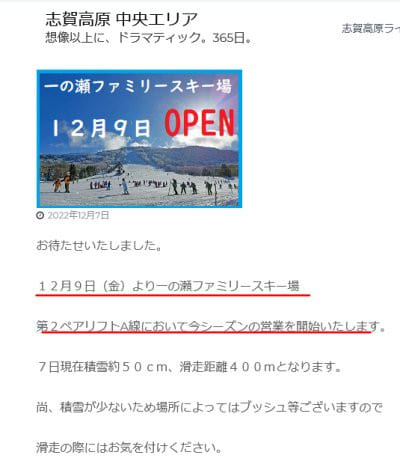 志賀高原 中央エリア
想像以上に、ドラマティック。365日。
志賀高原ライ
一の瀬ファミリースキー場
12月9日 OPEN
2022年12月7日
お待たせいたしました。
１２月９日（金）より一の瀬ファミリースキー場
第２ペアリフトA線において今シーズンの営業を開始いたします。
７日現在積雪約５０ｃｍ、滑走距離４００ｍとなります。
尚、積雪が少ないため場所によってはブッシュ等ございますので
滑走の際にはお気を付けください。